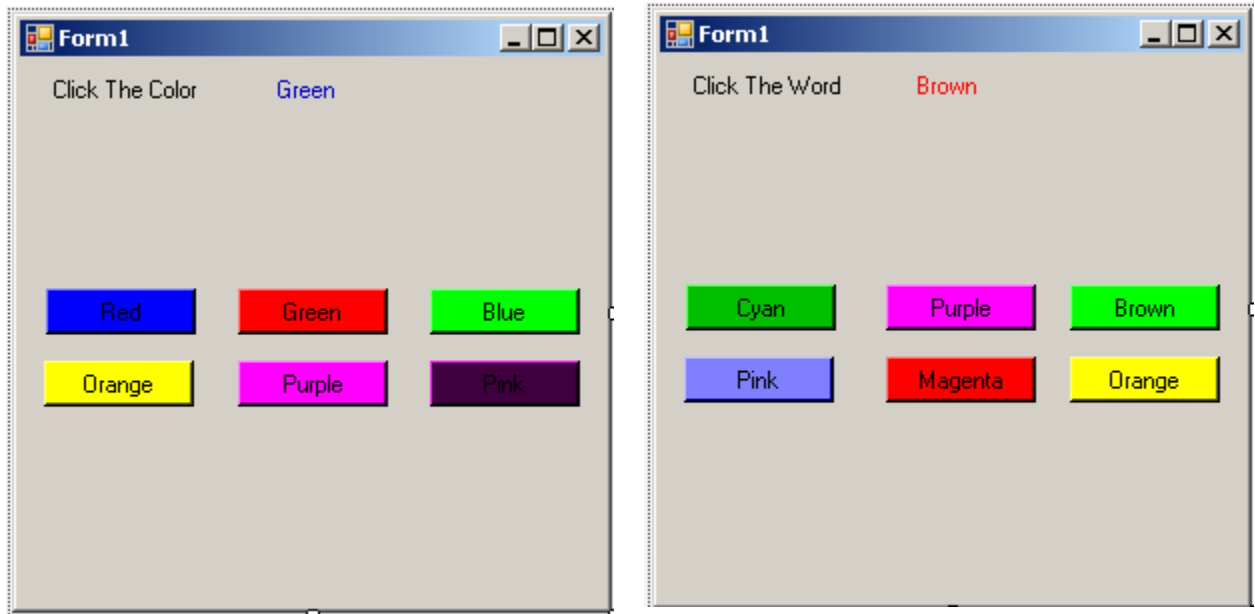 Form1
Click The Color Green
Red Green Blue
Orange Purple Pink
Form1
Click The Word Brown
Cyan Purple Brown
Pink Magenta Orange